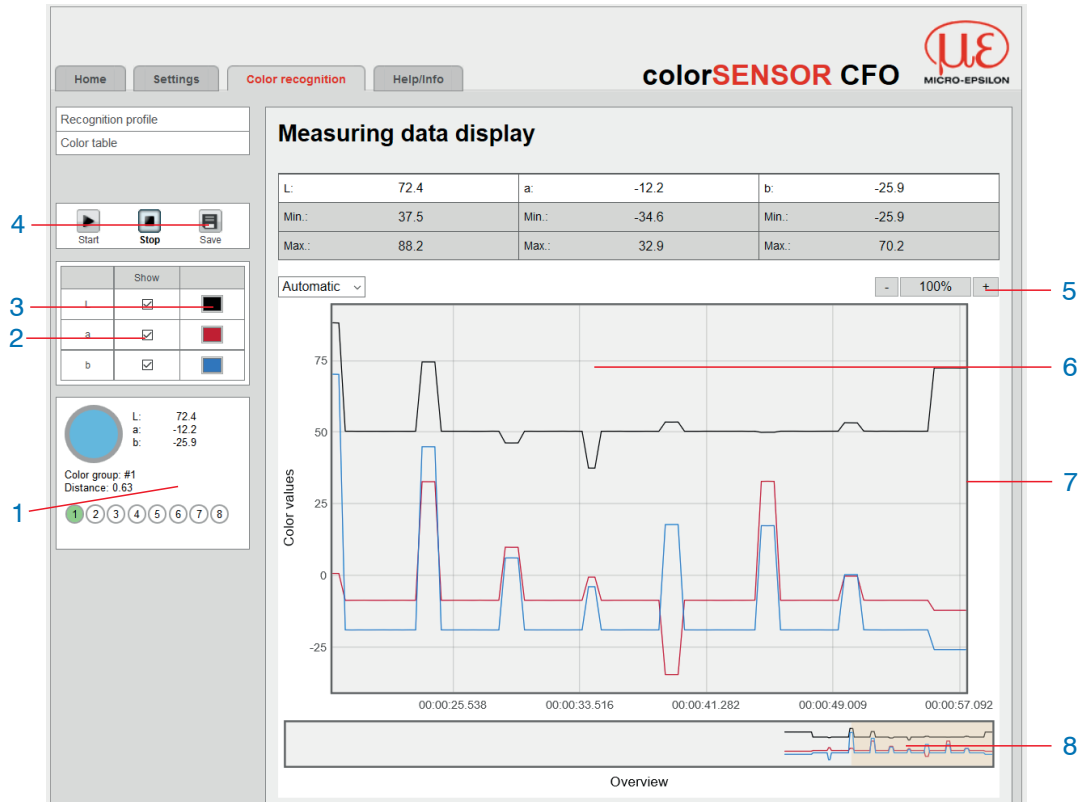 Home Settings Color recognition Help/Info
colorSENSOR CFO
με
MICRO-EPSILON
Recognition profile
Color table
4
Start Stop Save
Show
3
L
2
a
b
L: 72.4
a: -12.2
b: -25.9
Color group: #1
Distance: 0.63
1
1 2 3 4 5 6 7 8
Measuring data display
L: 72.4 a: -12.2 b: -25.9
Min.: 37.5 Min.: -34.6 Min.: -25.9
Max.: 88.2 Max.: 32.9 Max.: 70.2
Automatic
- 100% +
5
6
7
75
50
25
0
-25
Color values
00:00:25.538 00:00:33.516 00:00:41.282 00:00:49.009 00:00:57.092
8
Overview